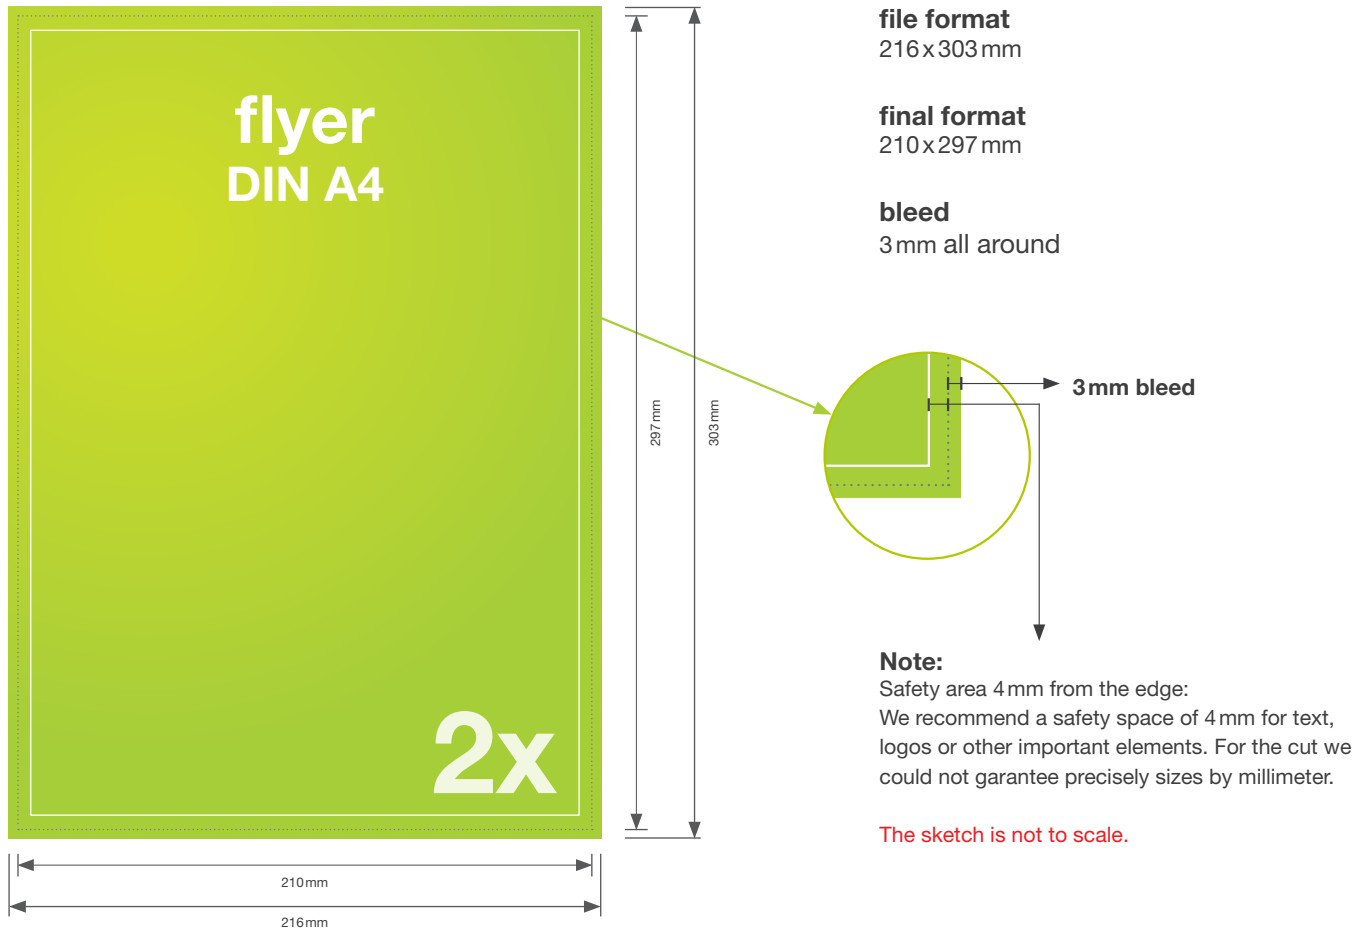 flyer
DIN A4
2x
297 mm
303 mm
210 mm
216 mm
file format
216 x 303 mm
final format
210 x 297 mm
bleed
3 mm all around
3 mm bleed
Note:
Safety area 4 mm from the edge:
We recommend a safety space of 4 mm for text,
logos or other important elements. For the cut we
could not garantee precisely sizes by millimeter.
The sketch is not to scale.